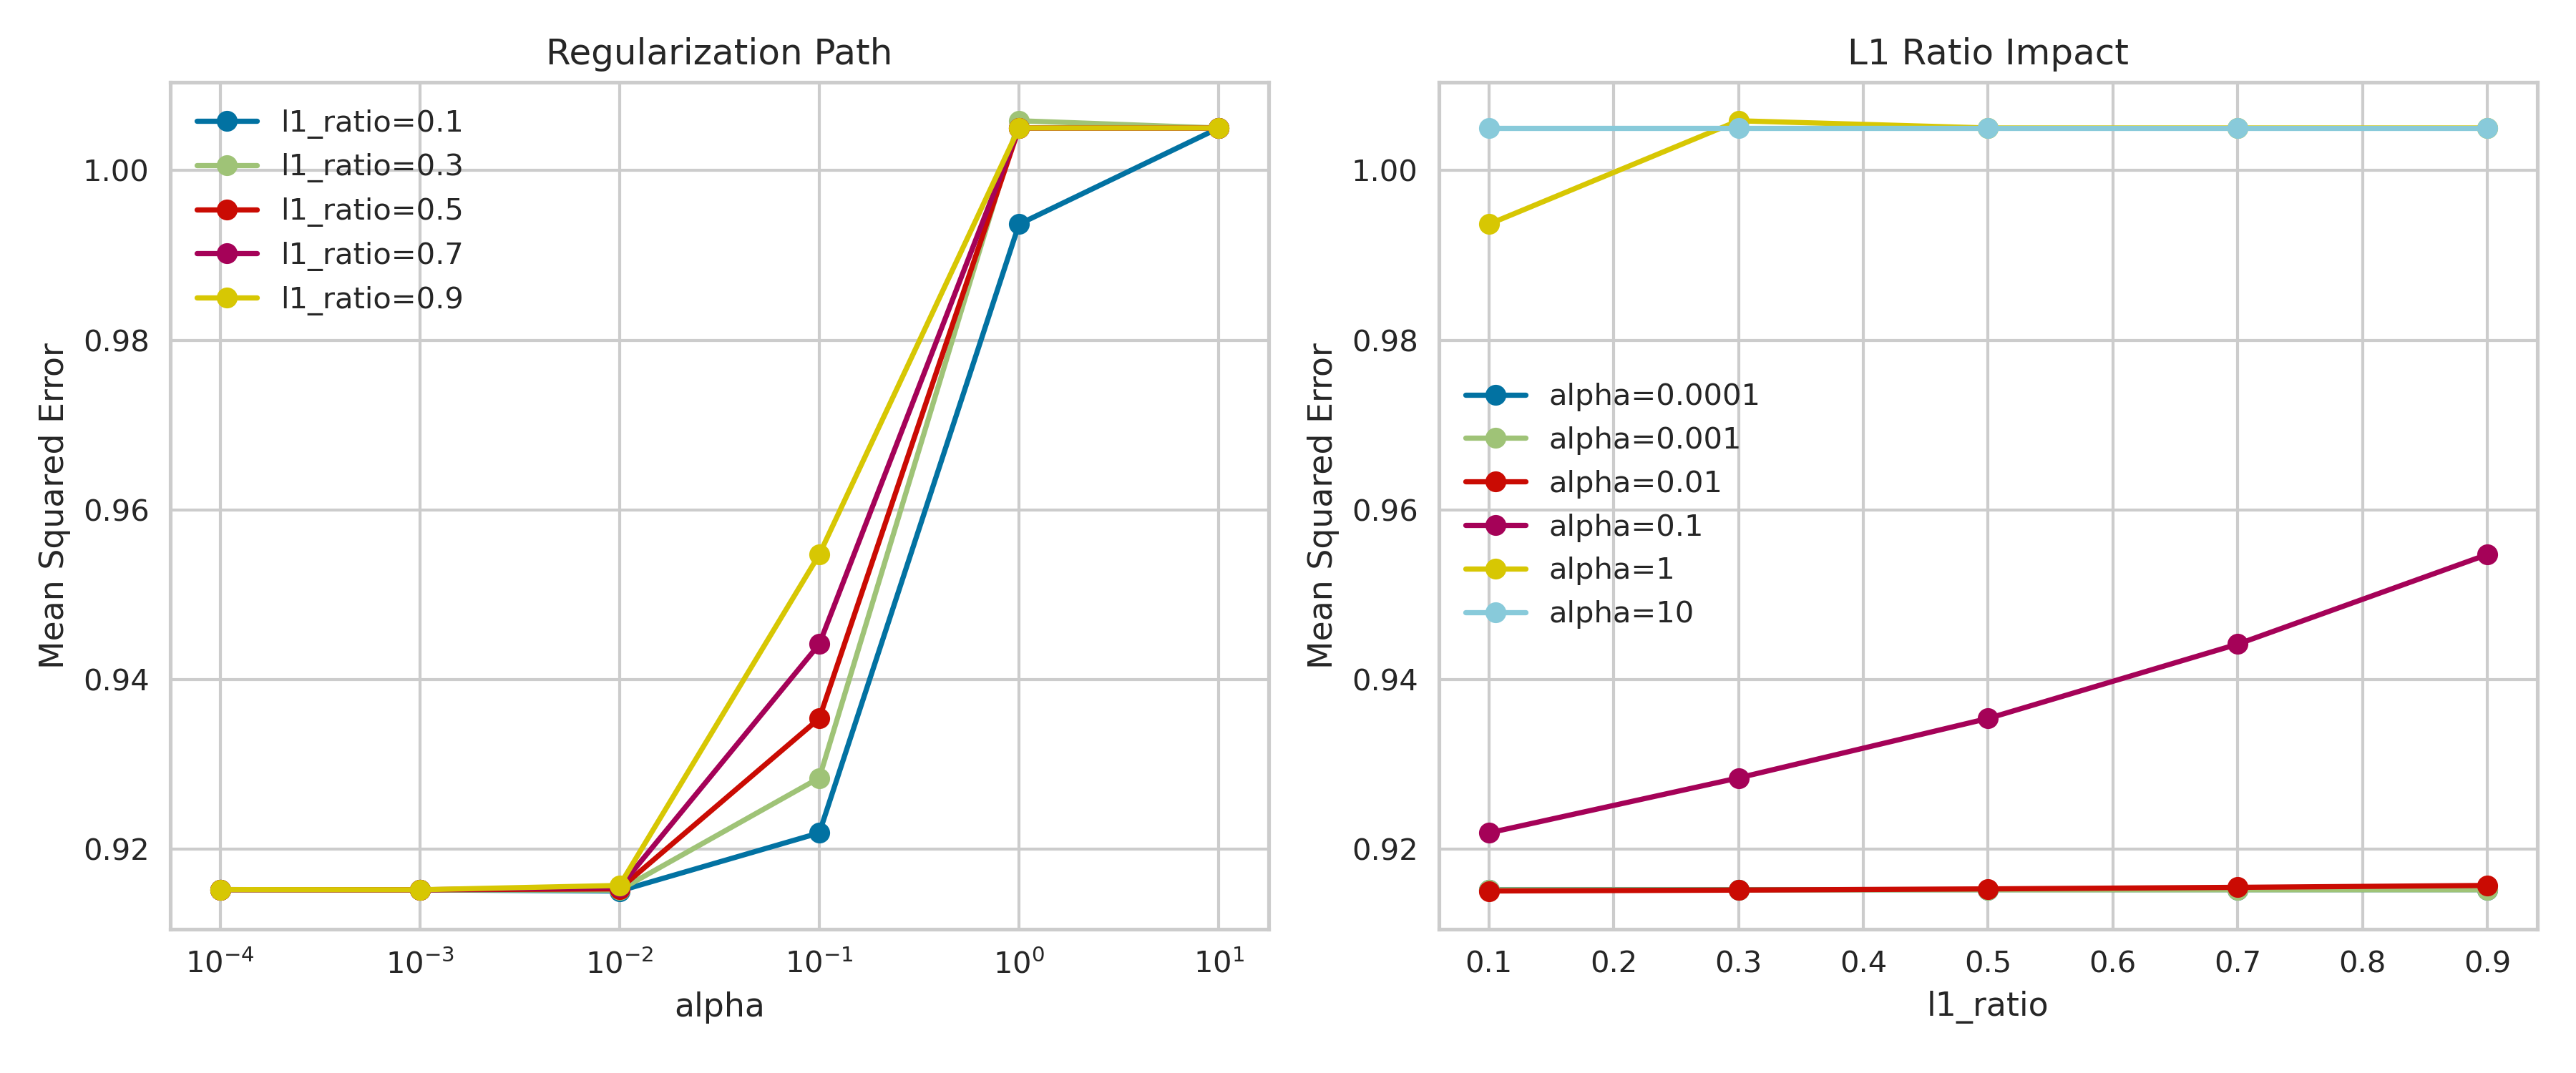 Regularization Path
Mean Squared Error
1.00
0.98
0.96
0.94
0.92
l1_ratio=0.1
l1_ratio=0.3
l1_ratio=0.5
l1_ratio=0.7
l1_ratio=0.9
10⁻⁴ 10⁻³ 10⁻² 10⁻¹ 10⁰ 10¹
alpha
L1 Ratio Impact
Mean Squared Error
1.00
0.98
0.96
0.94
0.92
alpha=0.0001
alpha=0.001
alpha=0.01
alpha=0.1
alpha=1
alpha=10
0.1 0.2 0.3 0.4 0.5 0.6 0.7 0.8 0.9
l1_ratio